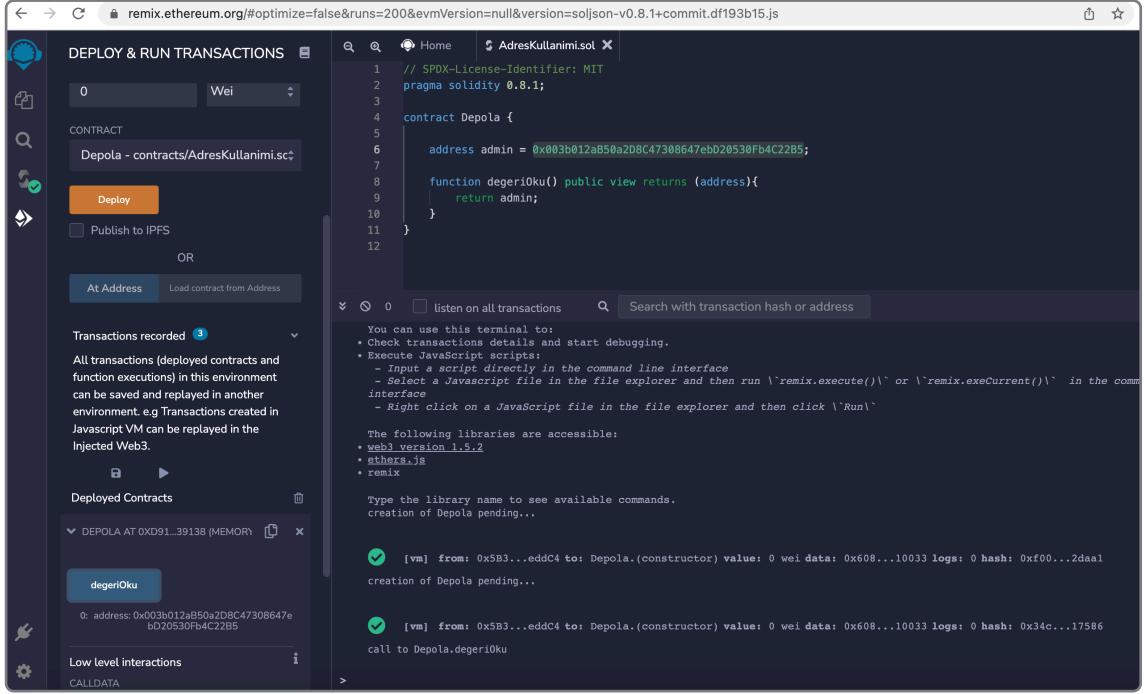 remix.ethereum.org/#optimize=false&runs=200&evmVersion=null&version=soljson-v0.8.1+commit.df193b15.js
DEPLOY & RUN TRANSACTIONS
0 Wei
CONTRACT
Depola - contracts/AdresKullanimi.sc
Deploy
Publish to IPFS
OR
At Address Load contract from Address
Transactions recorded 3
All transactions (deployed contracts and
function executions) in this environment
can be saved and replayed in another
environment. e.g Transactions created in
Javascript VM can be replayed in the
Injected Web3.
Deployed Contracts
DEPOLA AT 0XD91...39138 (MEMORY
degeriOku
0: address: 0x003b012aB50a2D8C47308647e
bD20530Fb4C22B5
Low level interactions i
CALLDATA
Home AdresKullanimi.sol
1 // SPDX-License-Identifier: MIT
2 pragma solidity 0.8.1;
3
4 contract Depola {
5
6 address admin = 0x003b012aB50a2D8C47308647ebD20530Fb4C22B5;
7
8 function degeriOku() public view returns (address){
9 return admin;
10 }
11 }
12
0 listen on all transactions Search with transaction hash or address
You can use this terminal to:
• Check transactions details and start debugging.
• Execute JavaScript scripts:
- Input a script directly in the command line interface
- Select a Javascript file in the file explorer and then run \`remix.execute()\` or \`remix.exeCurrent()\` in the comm
interface
- Right click on a JavaScript file in the file explorer and then click \`Run\`
The following libraries are accessible:
• web3 version 1.5.2
• ethers.js
• remix
Type the library name to see available commands.
creation of Depola pending...
[vm] from: 0x5B3...eddC4 to: Depola.(constructor) value: 0 wei data: 0x608...10033 logs: 0 hash: 0xf00...2daa1
creation of Depola pending...
[vm] from: 0x5B3...eddC4 to: Depola.(constructor) value: 0 wei data: 0x608...10033 logs: 0 hash: 0x34c...17586
call to Depola.degeriOku
>